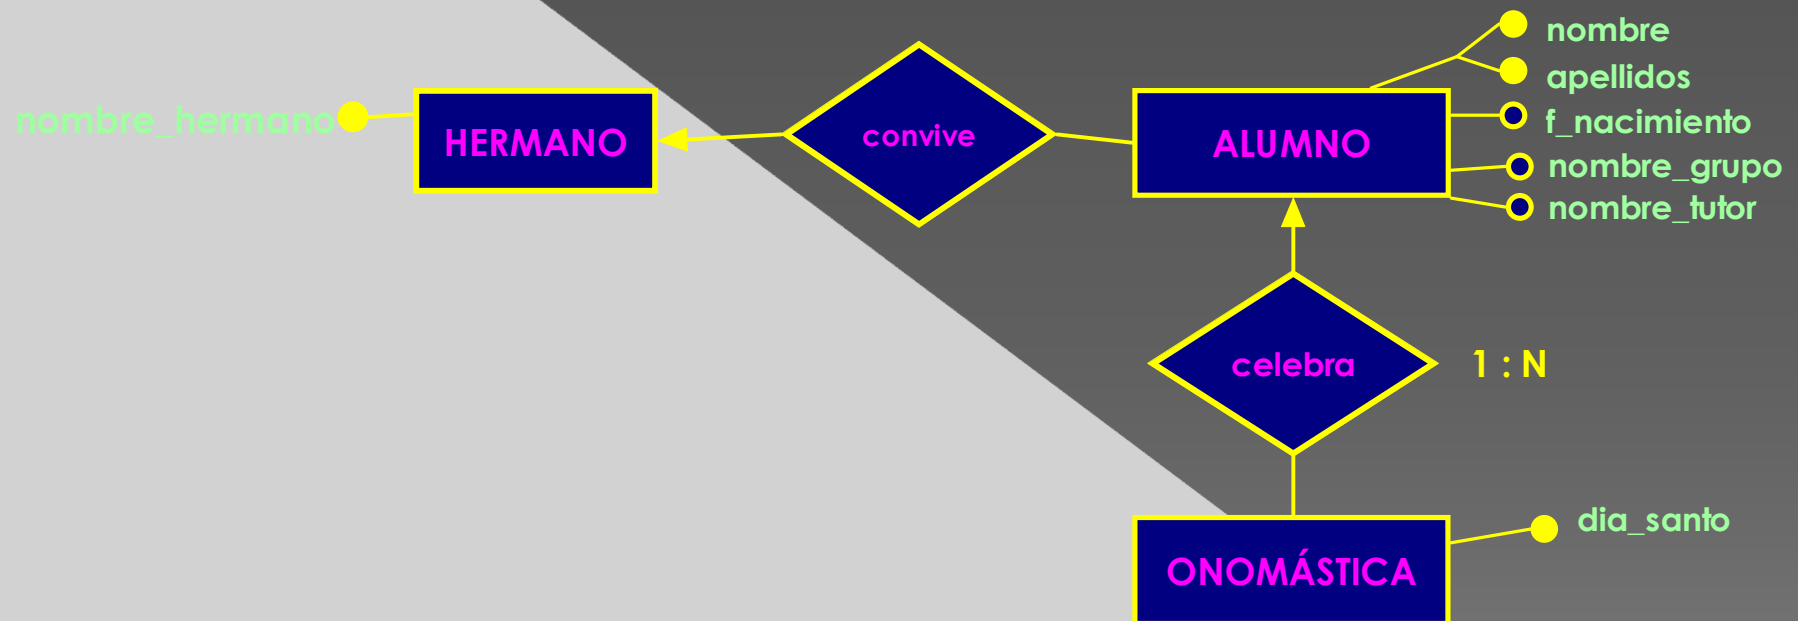 nombre
apellidos
f_nacimiento
nombre_grupo
nombre_tutor
nombre_hermano
HERMANO
convive
ALUMNO
celebra
1 : N
dia_santo
ONOMÁSTICA